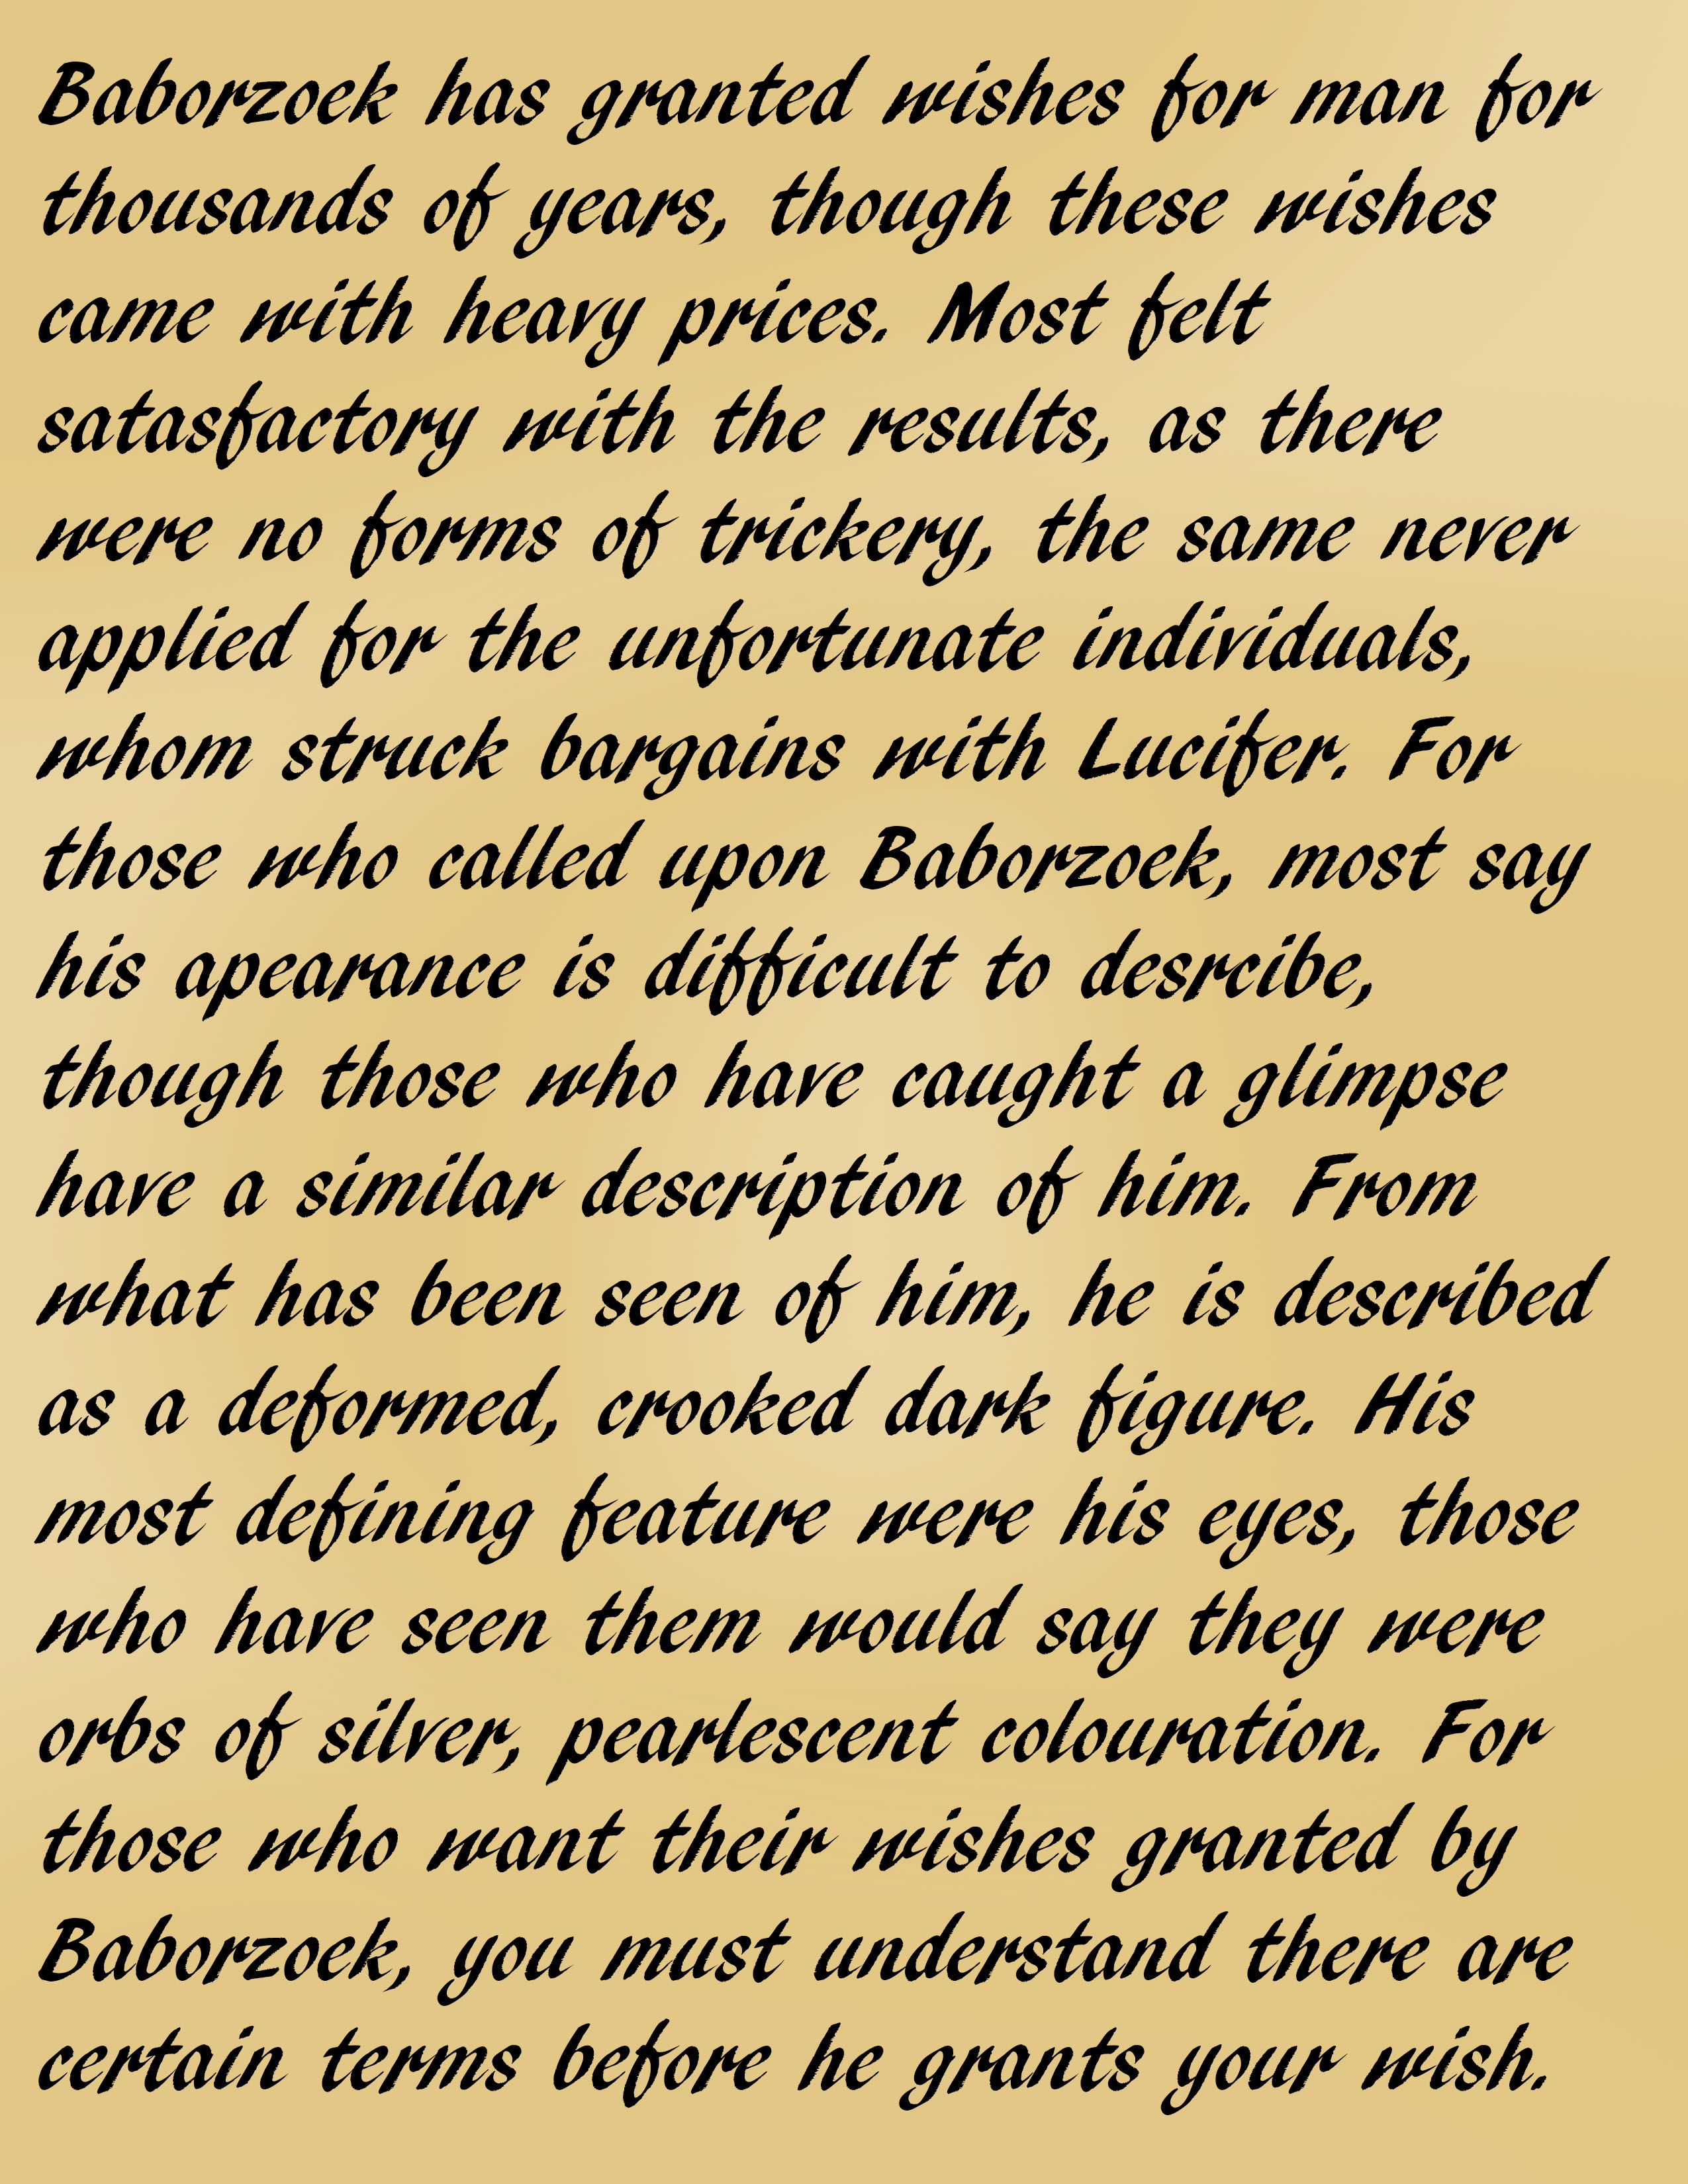 Baborzoek has granted wishes for man for
thousands of years, though these wishes
came with heavy prices. Most felt
satasfactory with the results, as there
were no forms of trickery, the same never
applied for the unfortunate individuals,
whom struck bargains with Lucifer. For
those who called upon Baborzoek, most say
his apearance is difficult to desrcibe,
though those who have caught a glimpse
have a similar description of him. From
what has been seen of him, he is described
as a deformed, crooked dark figure. His
most defining feature were his eyes, those
who have seen them would say they were
orbs of silver, pearlescent colouration. For
those who want their wishes granted by
Baborzoek, you must understand there are
certain terms before he grants your wish.